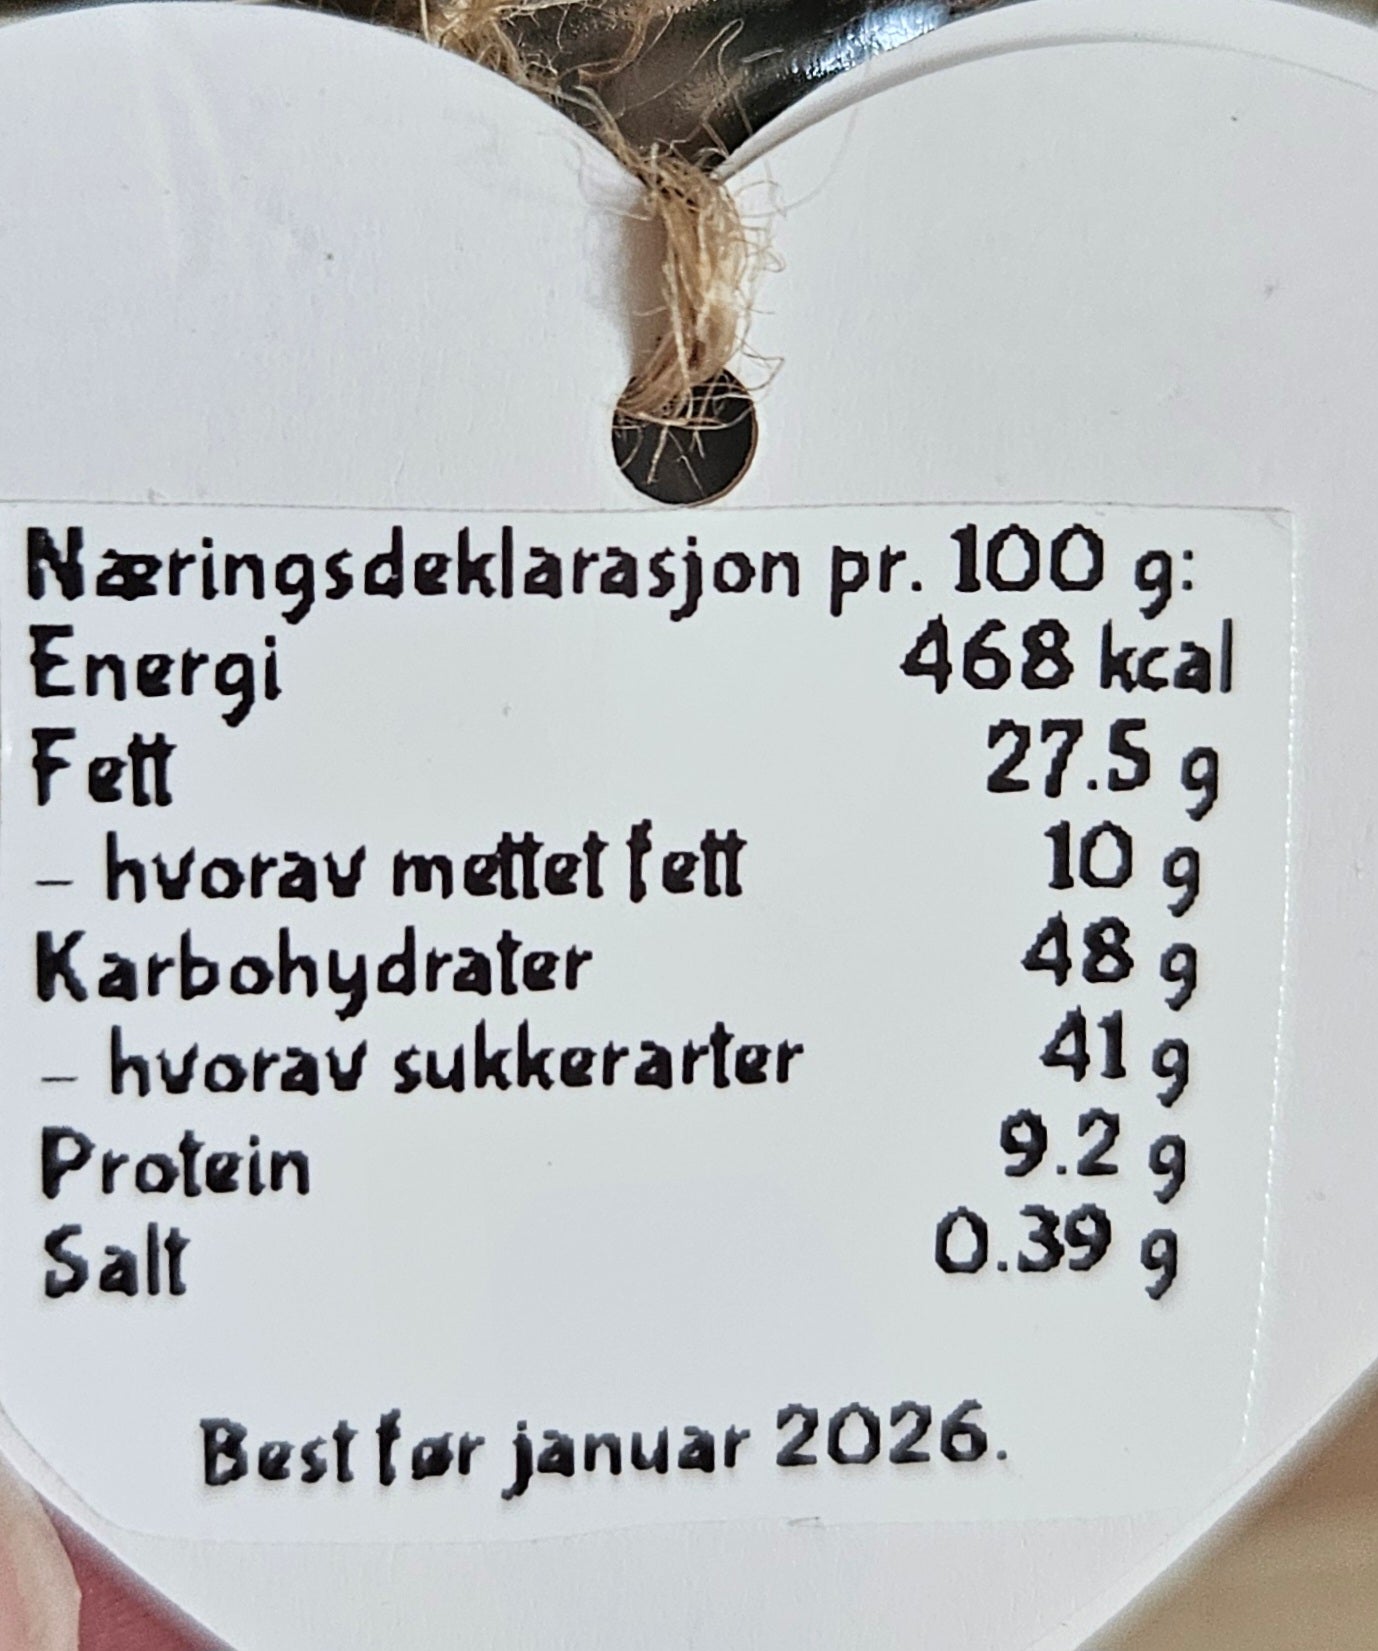 Næringsdeklarasjon pr. 100 g:
Energi 468 kcal
Fett 27.5 g
– hvorav mettet fett 10 g
Karbohydrater 48 g
– hvorav sukkerarter 41 g
Protein 9.2 g
Salt 0.39 g
Best før januar 2026.